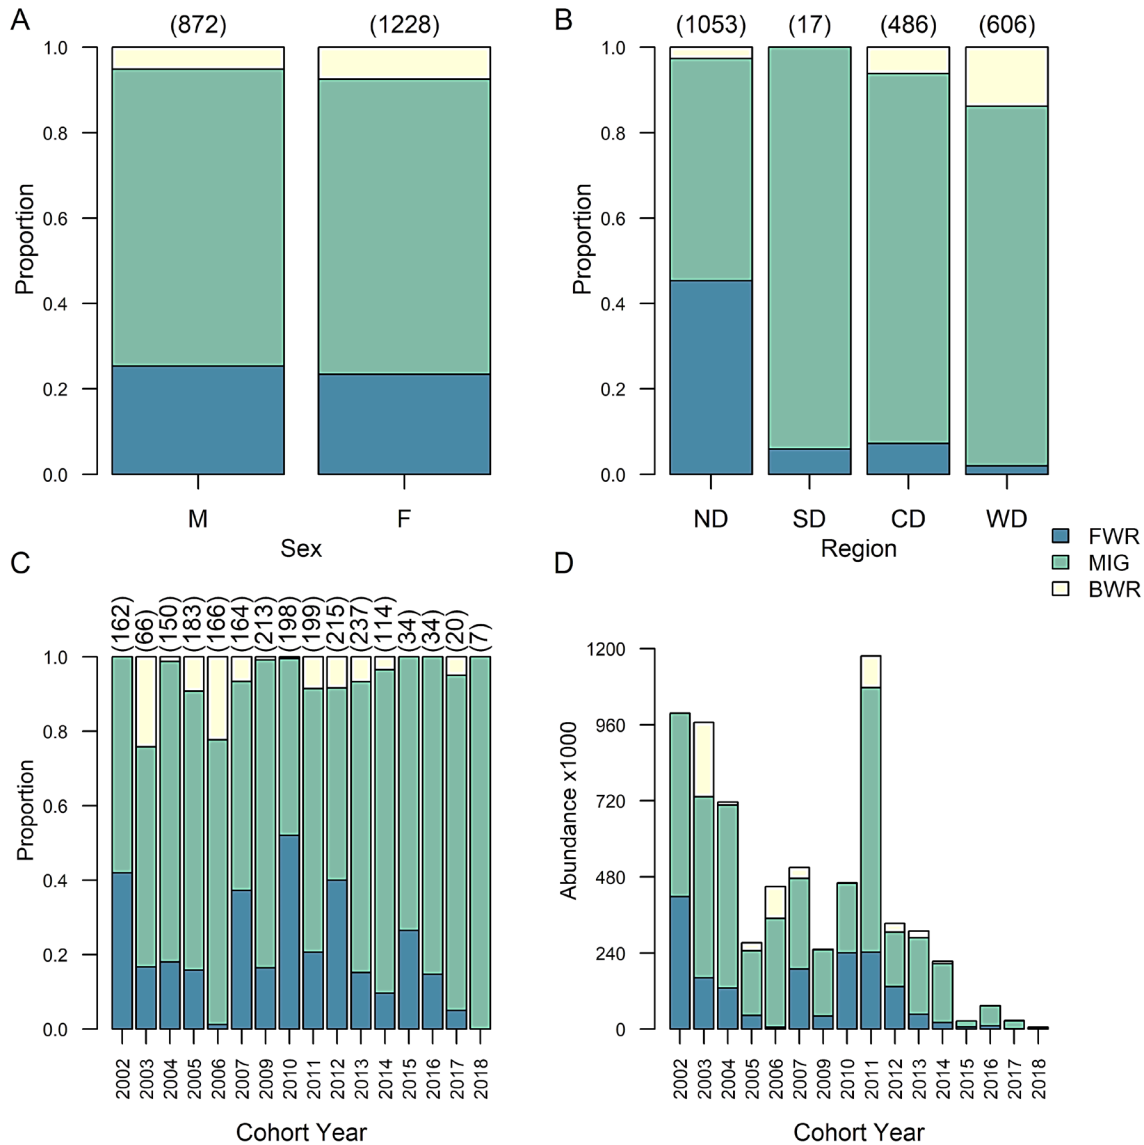 A
(872) (1228)
1.0
0.8
0.6
0.4
0.2
0.0
Proportion
M F
Sex
B
(1053) (17) (486) (606)
1.0
0.8
0.6
0.4
0.2
0.0
Proportion
ND SD CD WD
Region
FWR
MIG
BWR
C
(162) (66) (150) (183) (166) (164) (213) (198) (199) (215) (237) (114) (34) (34) (20) (7)
1.0
0.8
0.6
0.4
0.2
0.0
Proportion
2002 2003 2004 2005 2006 2007 2009 2010 2011 2012 2013 2014 2015 2016 2017 2018
Cohort Year
D
1200
960
720
480
240
0
Abundance x1000
2002 2003 2004 2005 2006 2007 2009 2010 2011 2012 2013 2014 2015 2016 2017 2018
Cohort Year